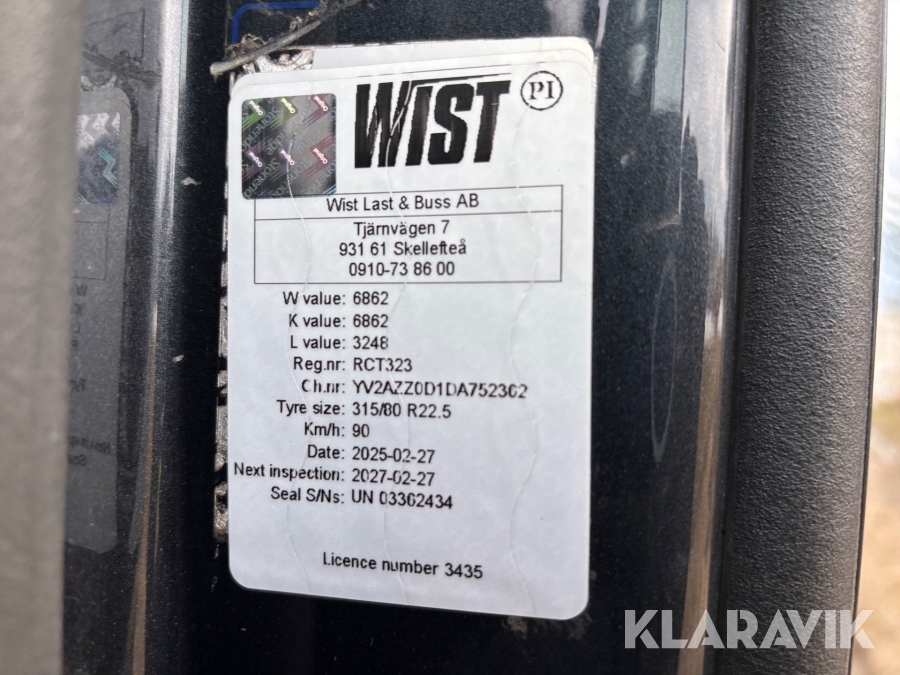 WIST PI
Wist Last & Buss AB
Tjärnvägen 7
931 61 Skellefteå
0910-73 86 00
W value: 6862
K value: 6862
L value: 3248
Reg.nr: RCT323
Ch.nr: YV2AZZ0D1DA752362
Tyre size: 315/80 R22.5
Km/h: 90
Date: 2025-02-27
Next inspection: 2027-02-27
Seal S/Ns: UN 03362434
Licence number 3435
KLARAVIK